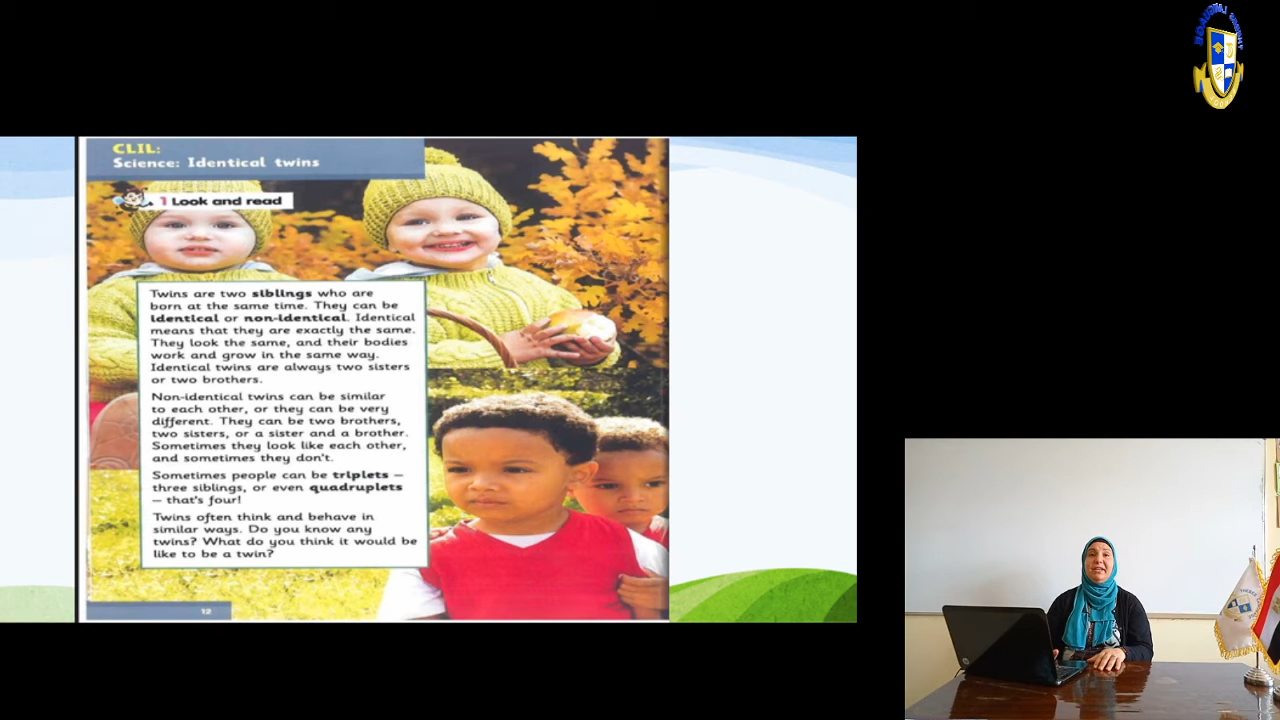 CLIL:
Science: Identical twins
1 Look and read
Twins are two siblings who are
born at the same time. They can be
identical or non-identical. Identical
means that they are exactly the same.
They look the same, and their bodies
work and grow in the same way.
Identical twins are always two sisters
or two brothers.
Non-identical twins can be similar
to each other, or they can be very
different. They can be two brothers,
two sisters, or a sister and a brother.
Sometimes they look like each other,
and sometimes they don't.
Sometimes people can be triplets –
three siblings, or even quadruplets
– that's four!
Twins often think and behave in
similar ways. Do you know any
twins? What do you think it would be
like to be a twin?
12